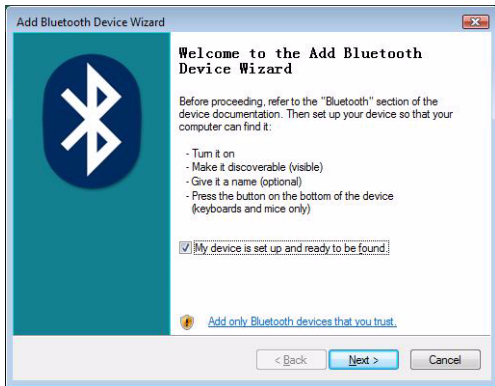 Add Bluetooth Device Wizard
Welcome to the Add Bluetooth
Device Wizard
Before proceeding, refer to the "Bluetooth" section of the
device documentation. Then set up your device so that your
computer can find it:
- Turn it on
- Make it discoverable (visible)
- Give it a name (optional)
- Press the button on the bottom of the device
(keyboards and mice only)
My device is set up and ready to be found.
Add only Bluetooth devices that you trust.
< Back Next > Cancel